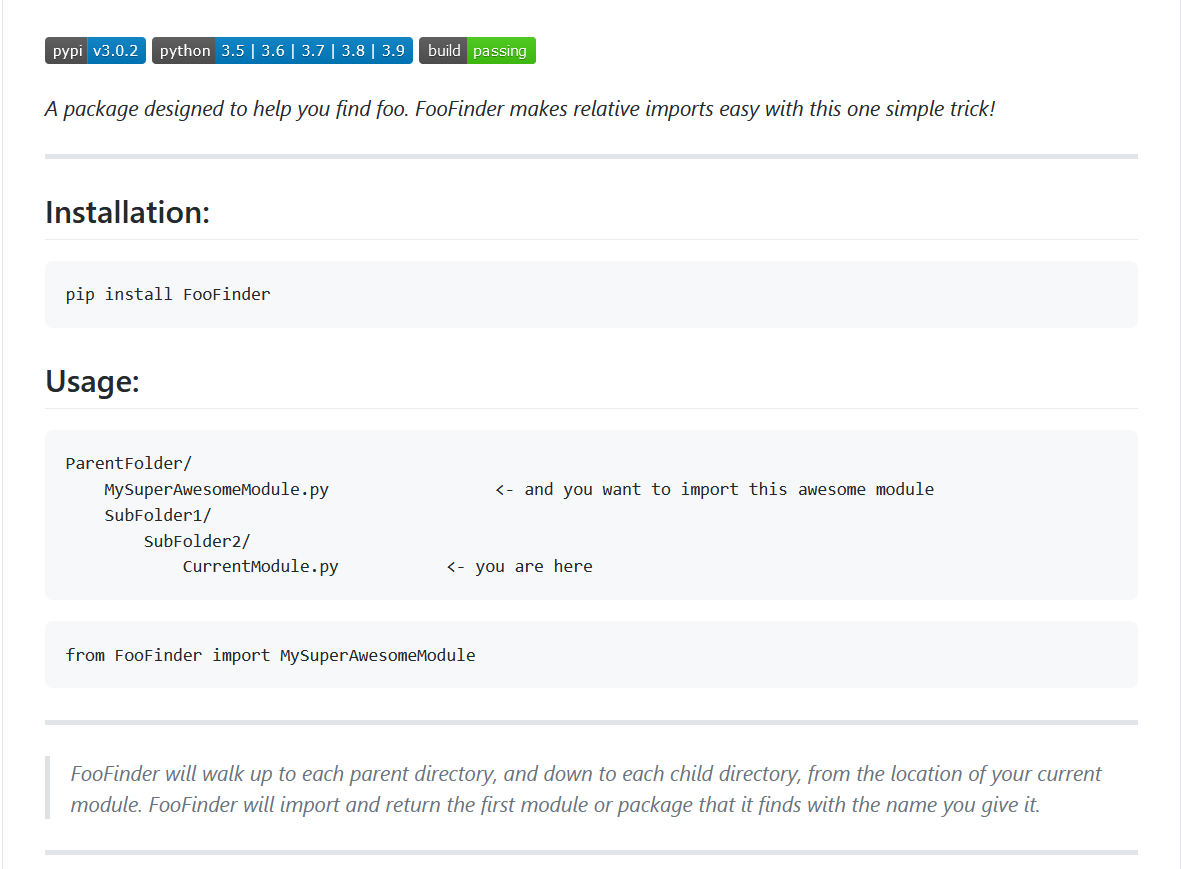 pypi v3.0.2 python 3.5 | 3.6 | 3.7 | 3.8 | 3.9 build passing
A package designed to help you find foo. FooFinder makes relative imports easy with this one simple trick!
Installation:
pip install FooFinder
Usage:
ParentFolder/
    MySuperAwesomeModule.py                 <- and you want to import this awesome module
    SubFolder1/
        SubFolder2/
            CurrentModule.py           <- you are here
from FooFinder import MySuperAwesomeModule
FooFinder will walk up to each parent directory, and down to each child directory, from the location of your current
module. FooFinder will import and return the first module or package that it finds with the name you give it.